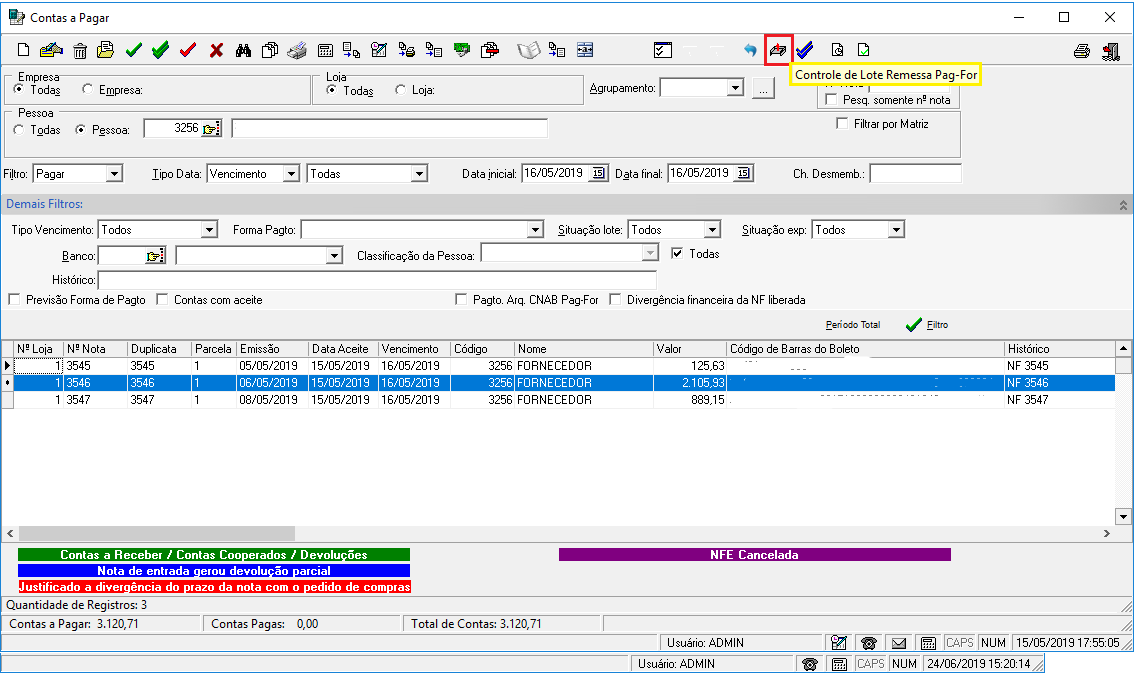 Contas a Pagar
Controle de Lote Remessa Pag-For
Empresa
Todas Empresa:
Loja
Todas Loja:
Agrupamento: ...
Pesq. somente nº nota
Pessoa
Todas Pessoa: 3256
Filtrar por Matriz
Filtro: Pagar Tipo Data: Vencimento Todas Data inicial: 16/05/2019 15 Data final: 16/05/2019 15 Ch. Desmemb.:
Demais Filtros:
Tipo Vencimento: Todos Forma Pagto: Situação lote: Todos Situação exp: Todos
Banco: Classificação da Pessoa: Todas
Histórico:
Previsão Forma de Pagto Contas com aceite Pagto. Arq. CNAB Pag-For Divergência financeira da NF liberada
Período Total Filtro
Nº Loja Nº Nota Duplicata Parcela Emissão Data Aceite Vencimento Código Nome Valor Código de Barras do Boleto Histórico
1 3545 3545 1 05/05/2019 15/05/2019 16/05/2019 3256 FORNECEDOR 125,63 NF 3545
1 3546 3546 1 06/05/2019 15/05/2019 16/05/2019 3256 FORNECEDOR 2.105,93 NF 3546
1 3547 3547 1 08/05/2019 15/05/2019 16/05/2019 3256 FORNECEDOR 889,15 NF 3547
Contas a Receber / Contas Cooperados / Devoluções NFE Cancelada
Nota de entrada gerou devolução parcial
Justificado a divergência do prazo da nota com o pedido de compras
Quantidade de Registros: 3
Contas a Pagar: 3.120,71 Contas Pagas: 0,00 Total de Contas: 3.120,71
Usuário: ADMIN CAPS NUM 15/05/2019 17:55:05
Usuário: ADMIN CAPS NUM 24/06/2019 15:20:14